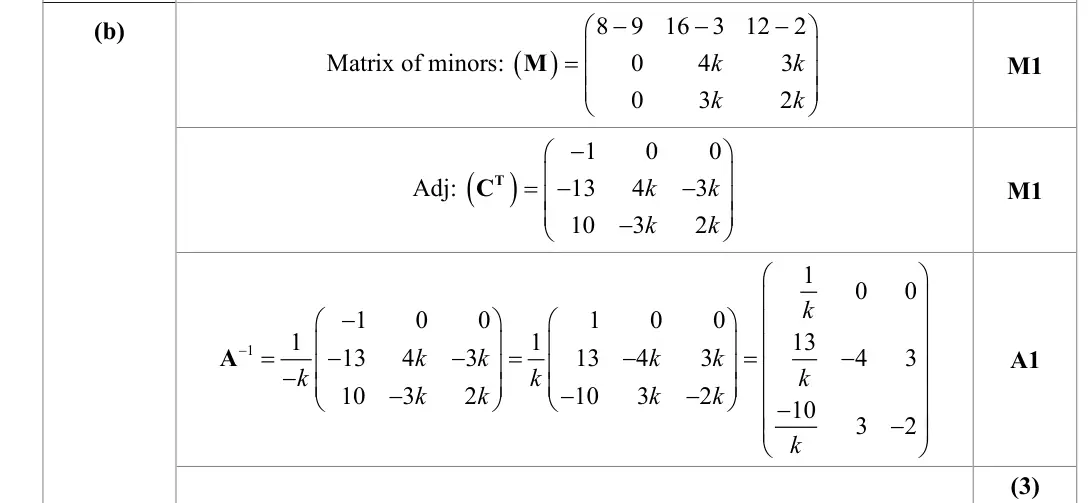 (b)
Matrix of minors: (M) = ( 8 − 9 16 − 3 12 − 2
0 4k 3k
0 3k 2k )
M1
Adj: (Cᵀ) = ( −1 0 0
−13 4k −3k
10 −3k 2k )
M1
A⁻¹ = 1/−k ( −1 0 0
−13 4k −3k
10 −3k 2k ) = 1/k ( 1 0 0
13 −4k 3k
−10 3k −2k ) = ( 1/k 0 0
13/k −4 3
−10/k 3 −2 )
A1
(3)